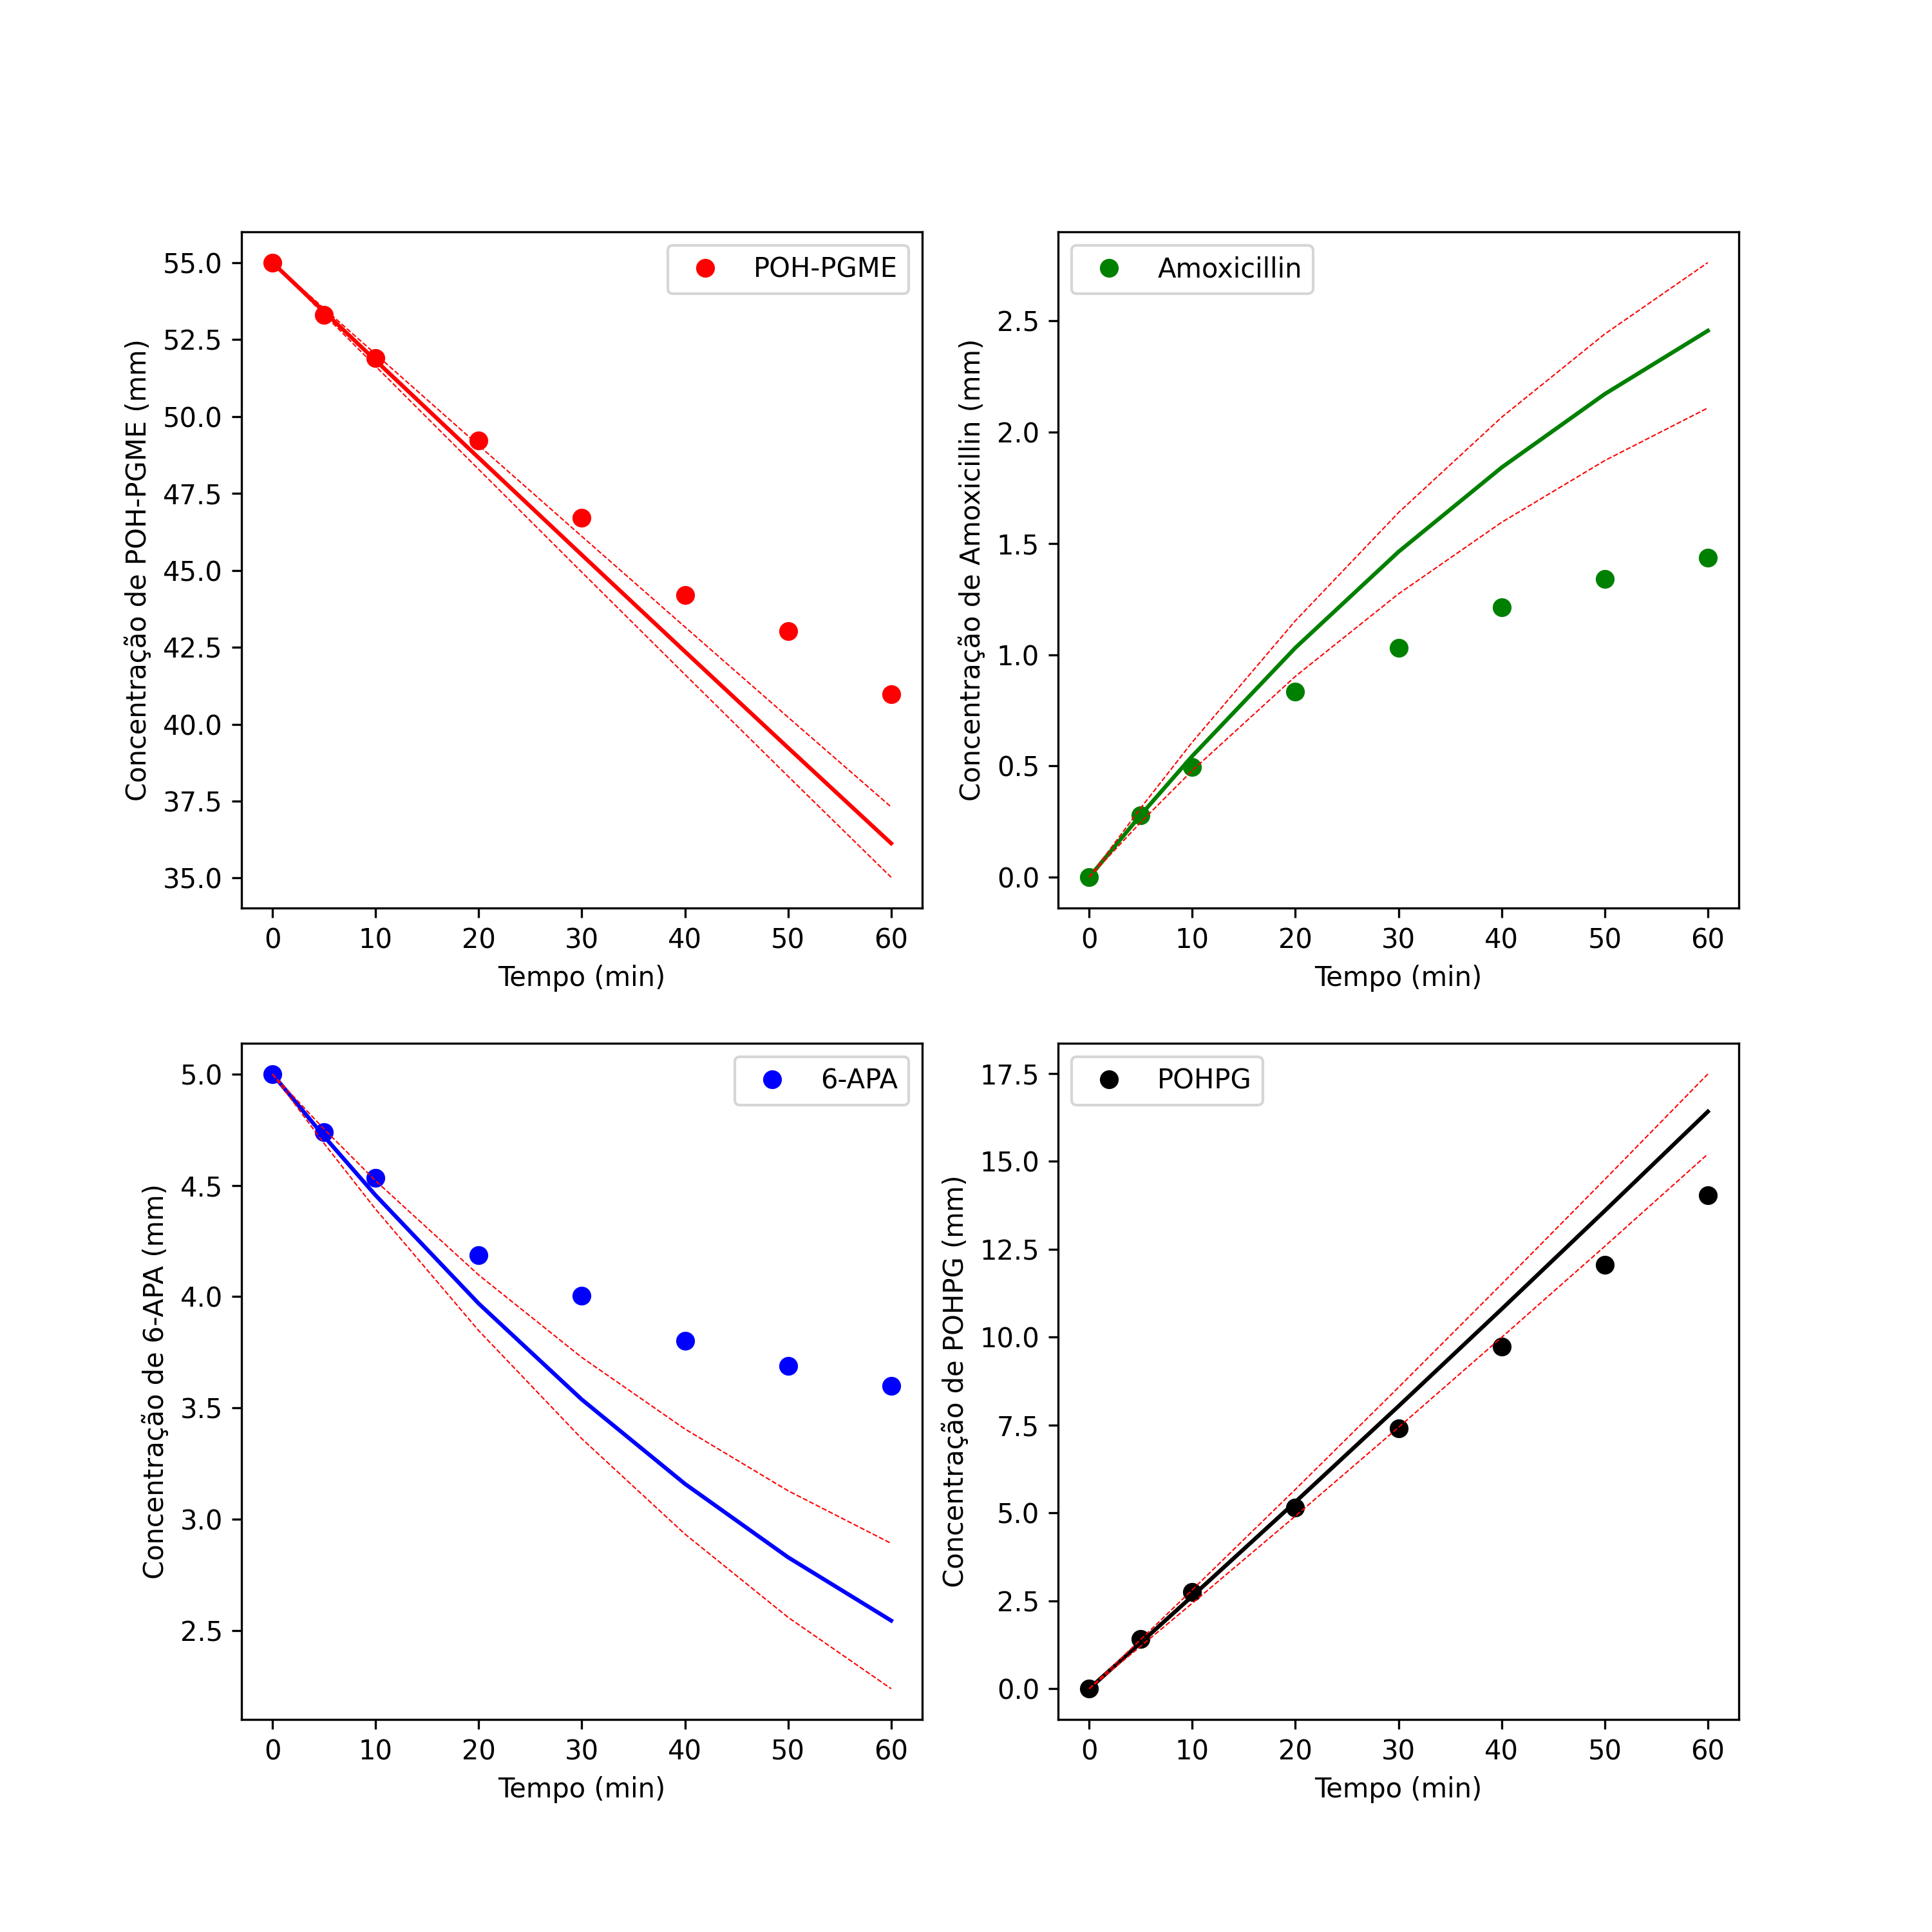 POH-PGME
Concentração de POH-PGME (mm)
55.0
52.5
50.0
47.5
45.0
42.5
40.0
37.5
35.0
0 10 20 30 40 50 60
Tempo (min)
Amoxicillin
Concentração de Amoxicillin (mm)
2.5
2.0
1.5
1.0
0.5
0.0
0 10 20 30 40 50 60
Tempo (min)
6-APA
Concentração de 6-APA (mm)
5.0
4.5
4.0
3.5
3.0
2.5
0 10 20 30 40 50 60
Tempo (min)
POHPG
Concentração de POHPG (mm)
17.5
15.0
12.5
10.0
7.5
5.0
2.5
0.0
0 10 20 30 40 50 60
Tempo (min)